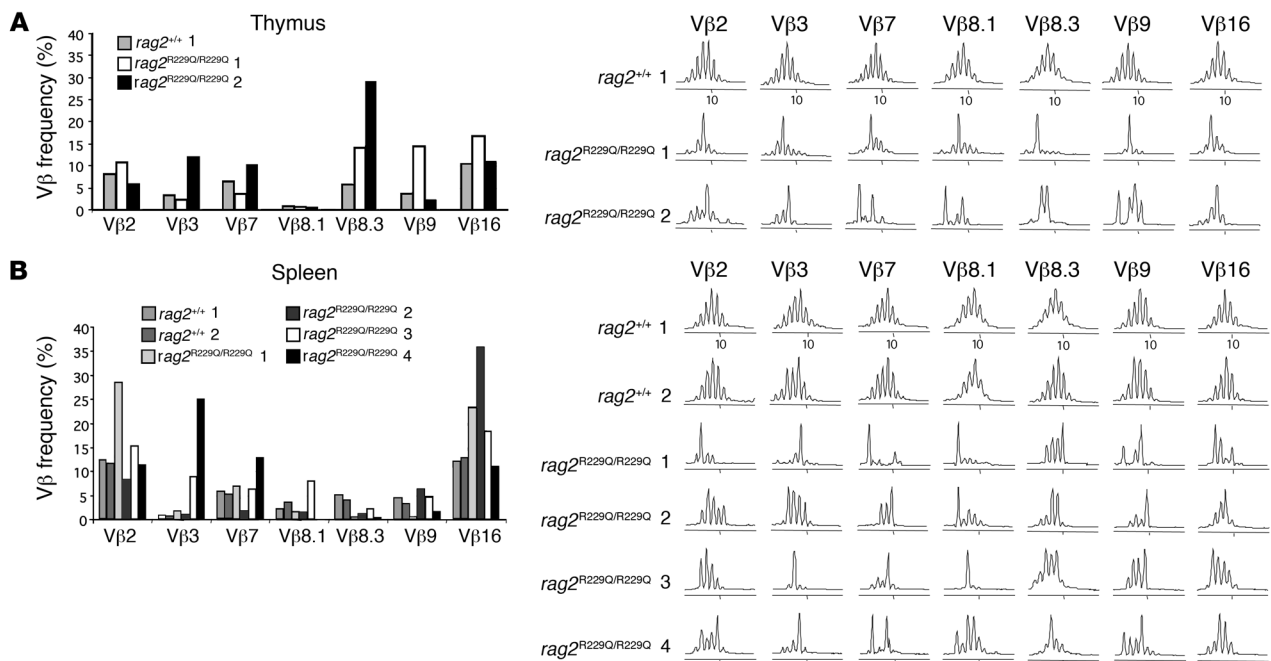 A
Thymus
Vβ frequency (%)
40
35
30
25
20
15
10
5
0
rag2+/+ 1
rag2R229Q/R229Q 1
rag2R229Q/R229Q 2
Vβ2 Vβ3 Vβ7 Vβ8.1 Vβ8.3 Vβ9 Vβ16
Vβ2 Vβ3 Vβ7 Vβ8.1 Vβ8.3 Vβ9 Vβ16
rag2+/+ 1
10 10 10 10 10 10 10
rag2R229Q/R229Q 1
rag2R229Q/R229Q 2
B
Spleen
Vβ frequency (%)
40
35
30
25
20
15
10
5
0
rag2+/+ 1
rag2+/+ 2
rag2R229Q/R229Q 1
rag2R229Q/R229Q 2
rag2R229Q/R229Q 3
rag2R229Q/R229Q 4
Vβ2 Vβ3 Vβ7 Vβ8.1 Vβ8.3 Vβ9 Vβ16
Vβ2 Vβ3 Vβ7 Vβ8.1 Vβ8.3 Vβ9 Vβ16
rag2+/+ 1
10 10 10 10 10 10 10
rag2+/+ 2
rag2R229Q/R229Q 1
rag2R229Q/R229Q 2
rag2R229Q/R229Q 3
rag2R229Q/R229Q 4